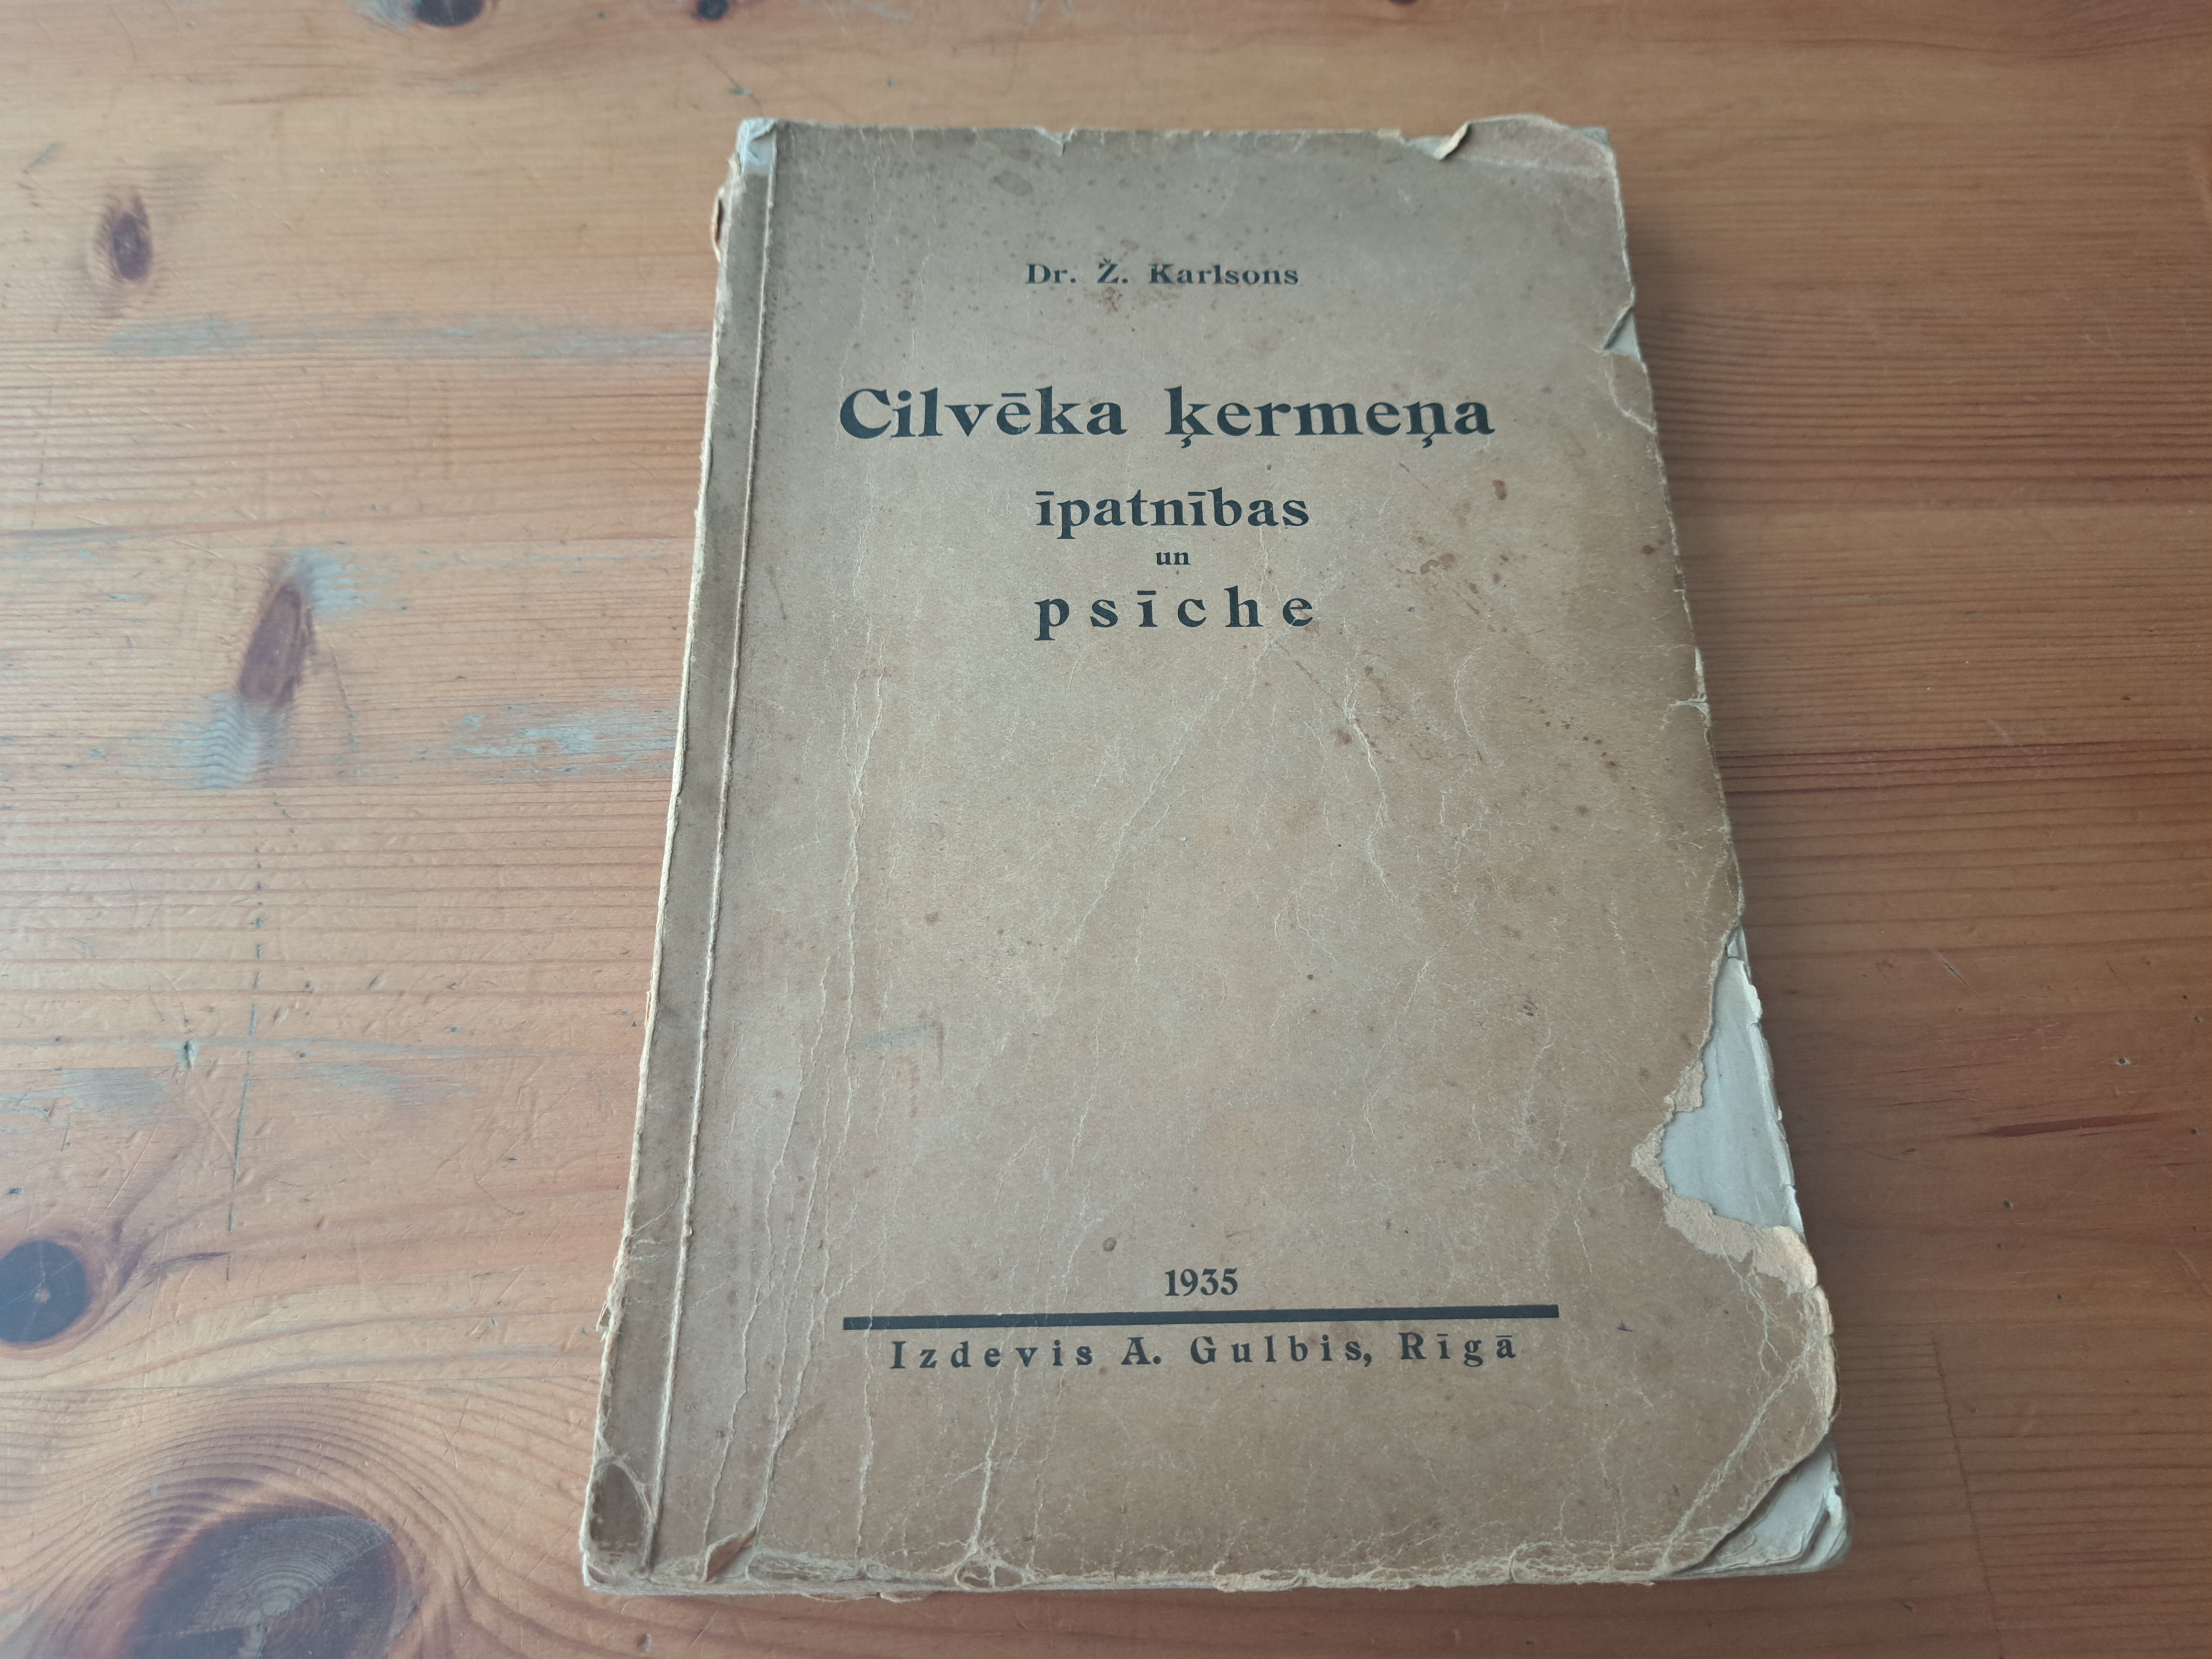 Dr. Ž. Karlsons
Cilvēka ķermeņa
īpatnības
un
psīche
1935
Izdevis A. Gulbis, Rīgā